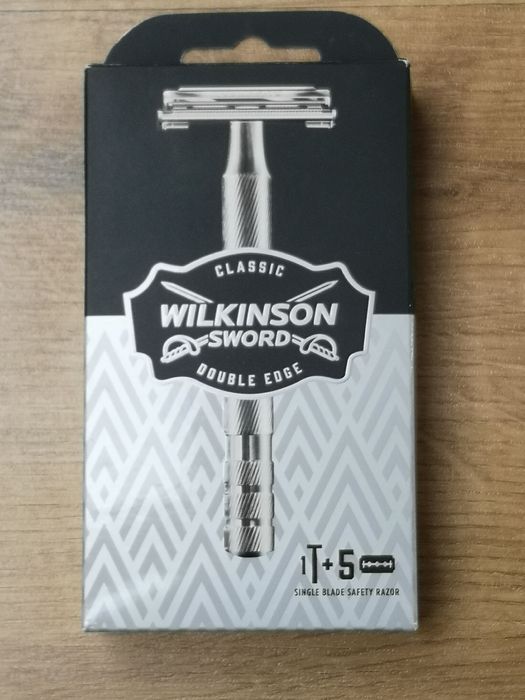 CLASSIC
WILKINSON
SWORD
DOUBLE EDGE
1 + 5
SINGLE BLADE SAFETY RAZOR